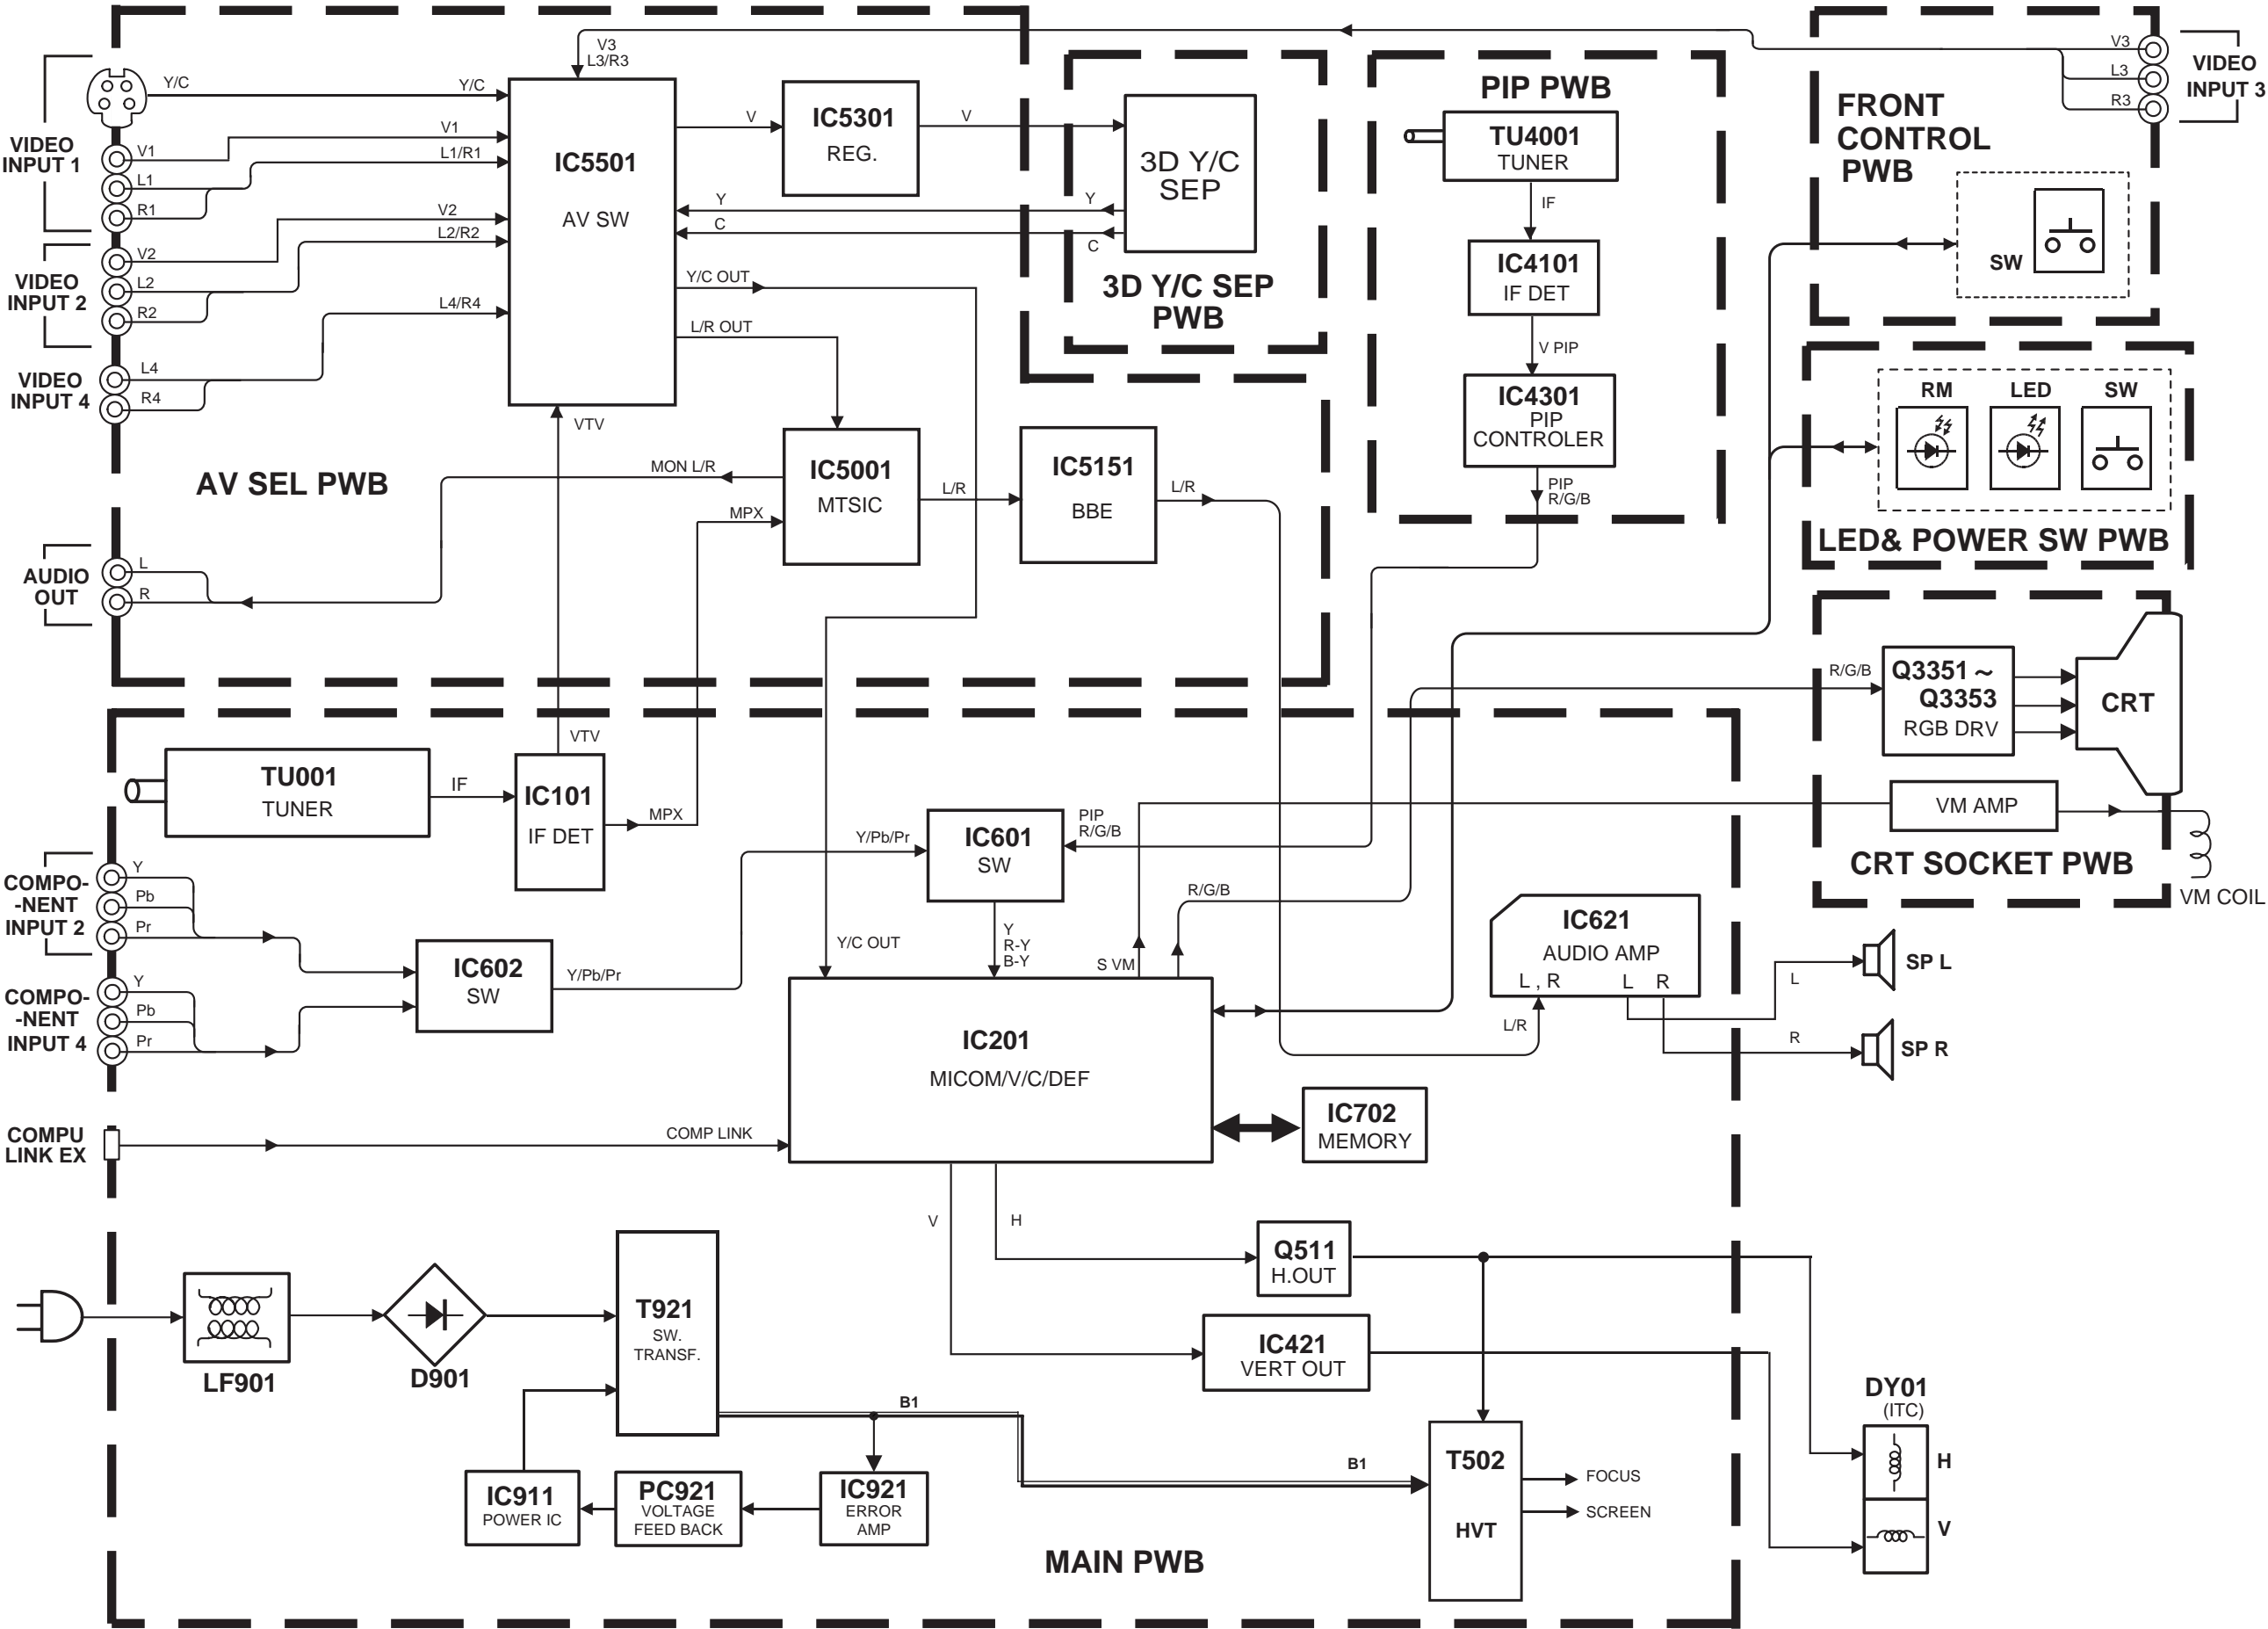 VIDEO
INPUT 1
Y/C
Y/C
V1
V1
L1
L1/R1
R1
VIDEO
INPUT 2
V2
V2
L2
L2/R2
R2
VIDEO
INPUT 4
L4
L4/R4
R4
V3
L3/R3
IC5501
AV SW
V
IC5301
REG.
V
Y
C
Y
C
3D Y/C
SEP
3D Y/C SEP
PWB
Y/C OUT
L/R OUT
VTV
AV SEL PWB
MON L/R
MPX
IC5001
MTSIC
L/R
IC5151
BBE
L/R
AUDIO
OUT
L
R
PIP PWB
TU4001
TUNER
IF
IC4101
IF DET
V PIP
IC4301
PIP
CONTROLER
PIP
R/G/B
FRONT
CONTROL
PWB
V3
L3
R3
VIDEO
INPUT 3
SW
RM
LED
SW
LED& POWER SW PWB
R/G/B
Q3351 ~
Q3353
RGB DRV
CRT
VM AMP
CRT SOCKET PWB
VM COIL
TU001
TUNER
IF
IC101
IF DET
VTV
MPX
COMPO-
-NENT
INPUT 2
Y
Pb
Pr
COMPO-
-NENT
INPUT 4
Y
Pb
Pr
IC602
SW
Y/Pb/Pr
Y/Pb/Pr
IC601
SW
PIP
R/G/B
R/G/B
Y/C OUT
Y
R-Y
B-Y
S VM
IC621
AUDIO AMP
L , R
L
R
L/R
L
SP L
R
SP R
IC201
MICOM/V/C/DEF
IC702
MEMORY
COMPU
LINK EX
COMP LINK
V
H
Q511
H.OUT
IC421
VERT OUT
LF901
D901
T921
SW.
TRANSF.
B1
IC911
POWER IC
PC921
VOLTAGE
FEED BACK
IC921
ERROR
AMP
B1
T502
HVT
FOCUS
SCREEN
DY01
(ITC)
H
V
MAIN PWB